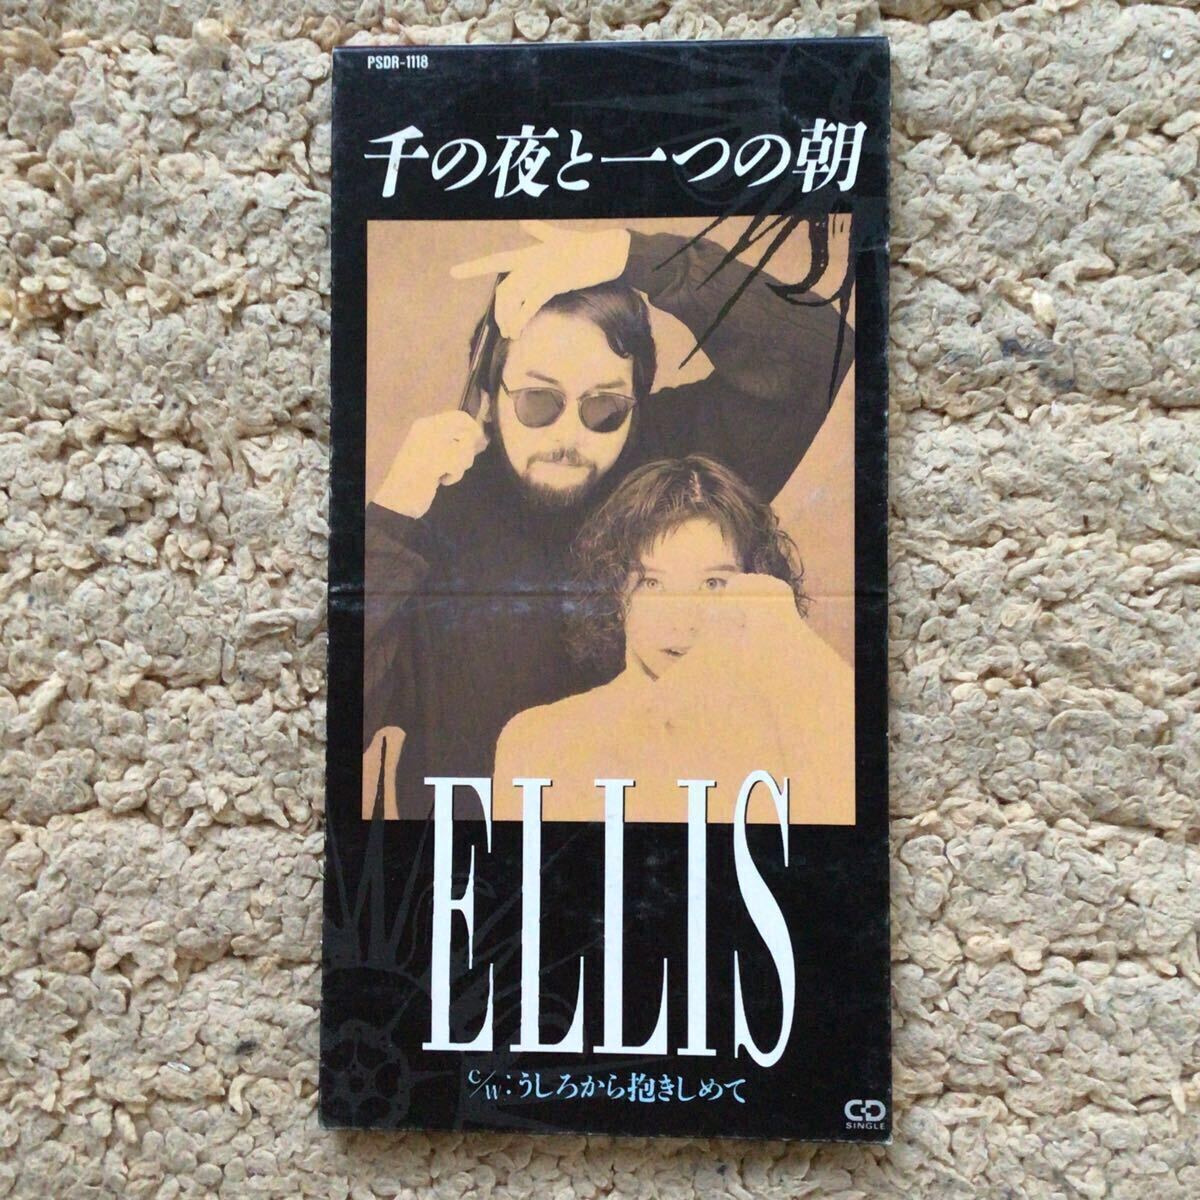 PSDR-1118
千の夜と一つの朝
ELLIS
c/w:うしろから抱きしめて
CD
SINGLE